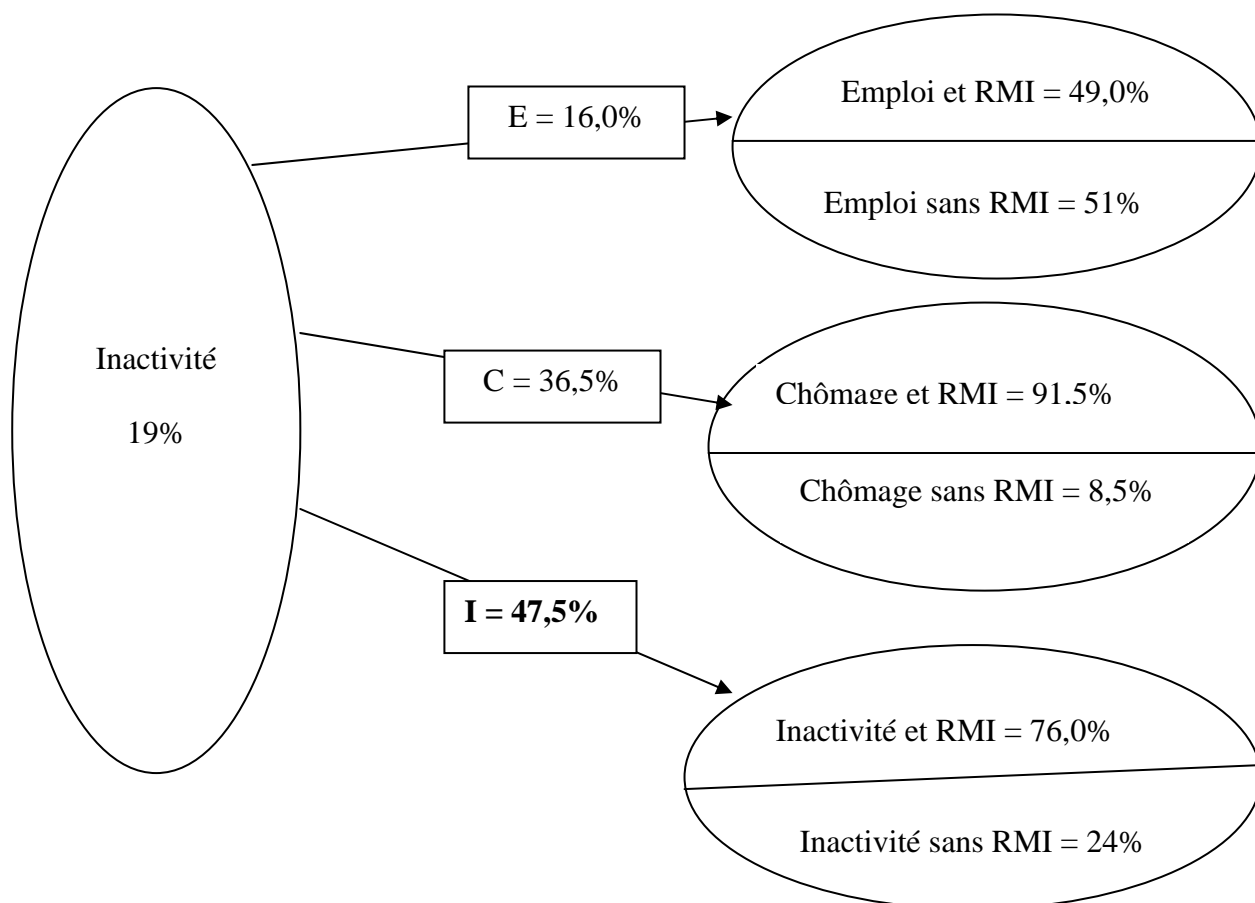 Emploi et RMI = 49,0%
E = 16,0%
Emploi sans RMI = 51%
Inactivité
19%
C = 36,5%
Chômage et RMI = 91,5%
Chômage sans RMI = 8,5%
I = 47,5%
Inactivité et RMI = 76,0%
Inactivité sans RMI = 24%